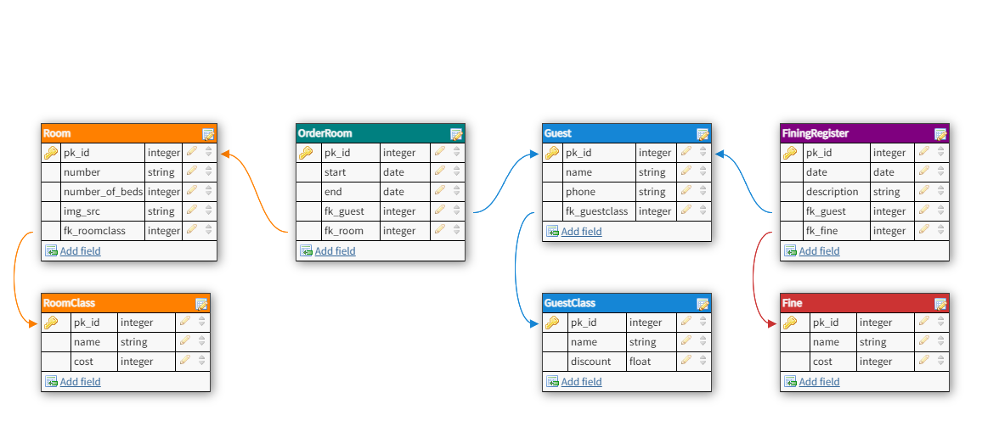 Room
pk_id integer
number string
number_of_beds integer
img_src string
fk_roomclass integer
Add field
OrderRoom
pk_id integer
start date
end date
fk_guest integer
fk_room integer
Add field
Guest
pk_id integer
name string
phone string
fk_guestclass integer
Add field
FiningRegister
pk_id integer
date date
description string
fk_guest integer
fk_fine integer
Add field
RoomClass
pk_id integer
name string
cost integer
Add field
GuestClass
pk_id integer
name string
discount float
Add field
Fine
pk_id integer
name string
cost integer
Add field